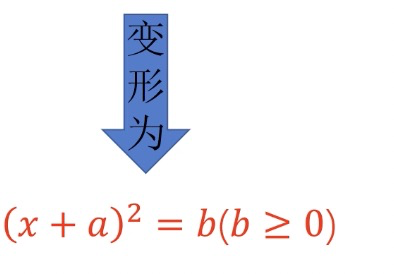 变形为
(x + a)² = b(b ≥ 0)